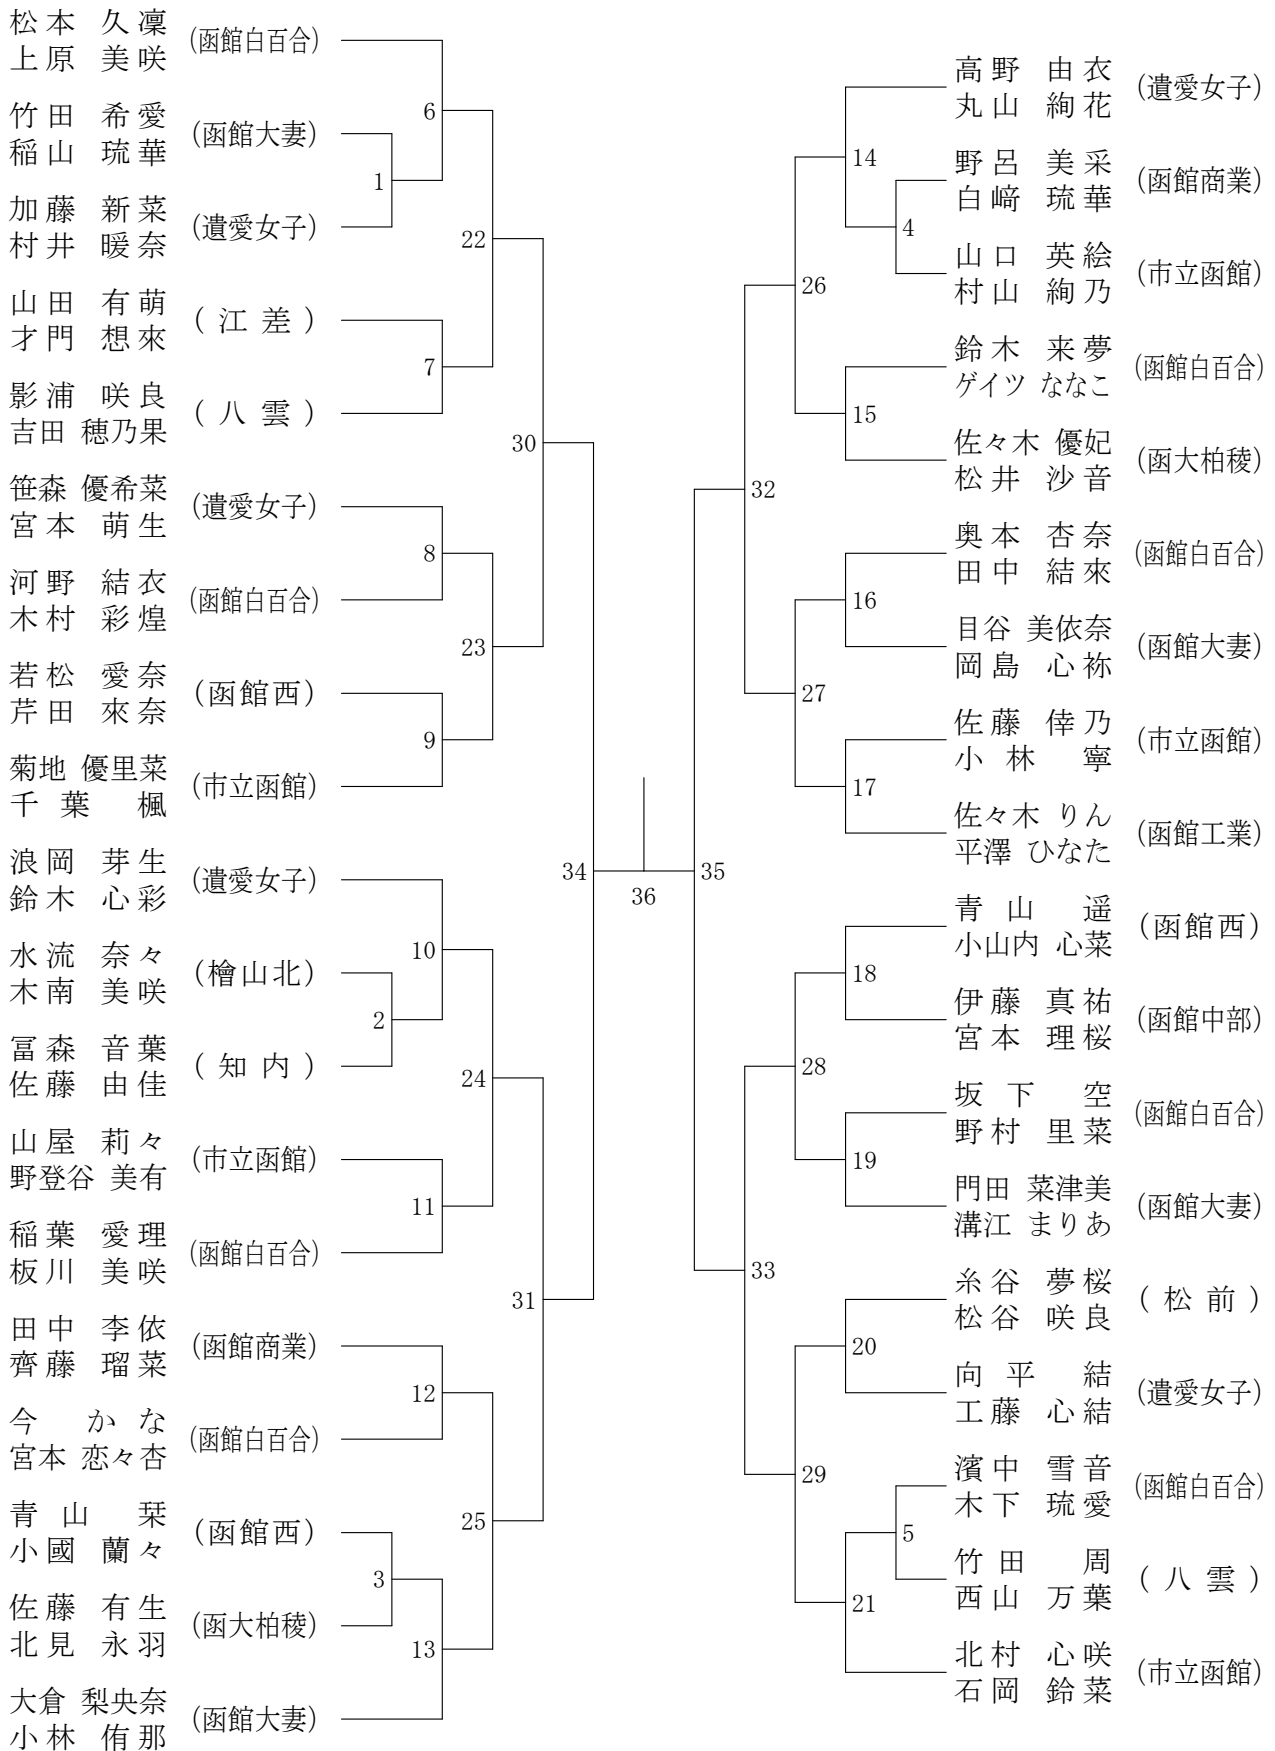 松本 久凜
上原 美咲
(函館白百合)
竹田 希愛
稲山 琉華
(函館大妻)
加藤 新菜
村井 暖奈
(遺愛女子)
山田 有萌
才門 想來
(江差)
影浦 咲良
吉田 穂乃果
(八雲)
笹森 優希菜
宮本 萌生
(遺愛女子)
河野 結衣
木村 彩煌
(函館白百合)
若松 愛奈
芹田 來奈
(函館西)
菊地 優里菜
千葉 楓
(市立函館)
浪岡 芽生
鈴木 心彩
(遺愛女子)
水流 奈々
木南 美咲
(檜山北)
冨森 音葉
佐藤 由佳
(知内)
山屋 莉々
野登谷 美有
(市立函館)
稲葉 愛理
板川 美咲
(函館白百合)
田中 李依
齊藤 瑠菜
(函館商業)
今 かな
宮本 恋々杏
(函館白百合)
青山 栞
小國 蘭々
(函館西)
佐藤 有生
北見 永羽
(函大柏稜)
大倉 梨央奈
小林 侑那
(函館大妻)
6
1
22
7
30
8
23
9
34
10
2
24
11
31
12
25
3
13
36
35
14
4
26
15
32
16
27
17
18
28
19
33
20
29
5
21
高野 由衣
丸山 絢花
(遺愛女子)
野呂 美采
白﨑 琉華
(函館商業)
山口 英絵
村山 絢乃
(市立函館)
鈴木 来夢
ゲイツ ななこ
(函館白百合)
佐々木 優妃
松井 沙音
(函大柏稜)
奥本 杏奈
田中 結來
(函館白百合)
目谷 美依奈
岡島 心祢
(函館大妻)
佐藤 倖乃
小林 寧
(市立函館)
佐々木 りん
平澤 ひなた
(函館工業)
青山 遥
小山内 心菜
(函館西)
伊藤 真祐
宮本 理桜
(函館中部)
坂下 空
野村 里菜
(函館白百合)
門田 菜津美
溝江 まりあ
(函館大妻)
糸谷 夢桜
松谷 咲良
(松前)
向平 結
工藤 心結
(遺愛女子)
濱中 雪音
木下 琉愛
(函館白百合)
竹田 周
西山 万葉
(八雲)
北村 心咲
石岡 鈴菜
(市立函館)